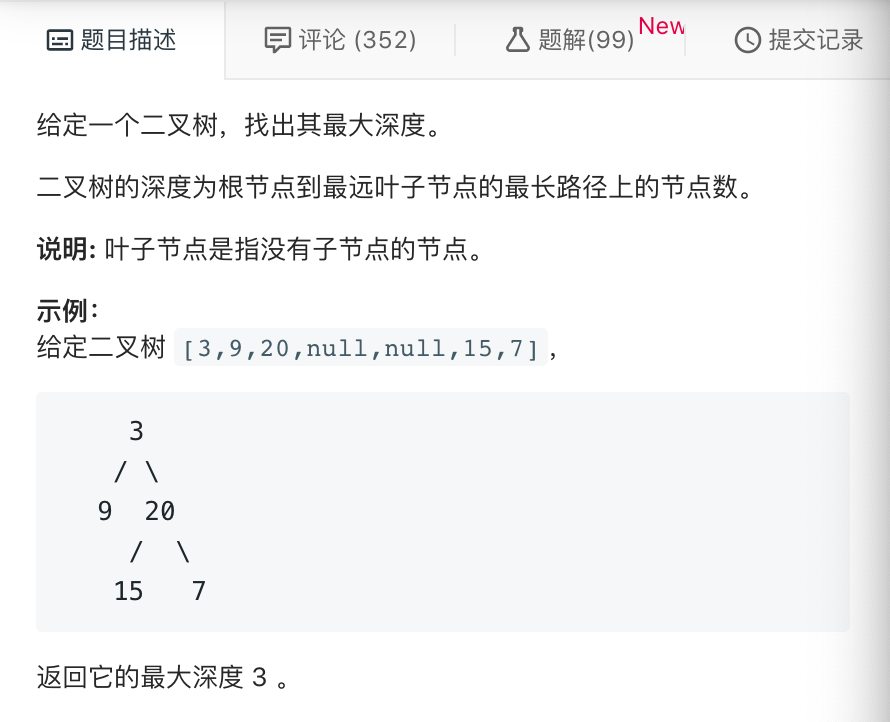 题目描述 评论 (352) 题解(99) New 提交记录
给定一个二叉树，找出其最大深度。
二叉树的深度为根节点到最远叶子节点的最长路径上的节点数。
说明: 叶子节点是指没有子节点的节点。
示例：
给定二叉树 [3,9,20,null,null,15,7]，
3
/ \
9 20
/ \
15 7
返回它的最大深度 3 。